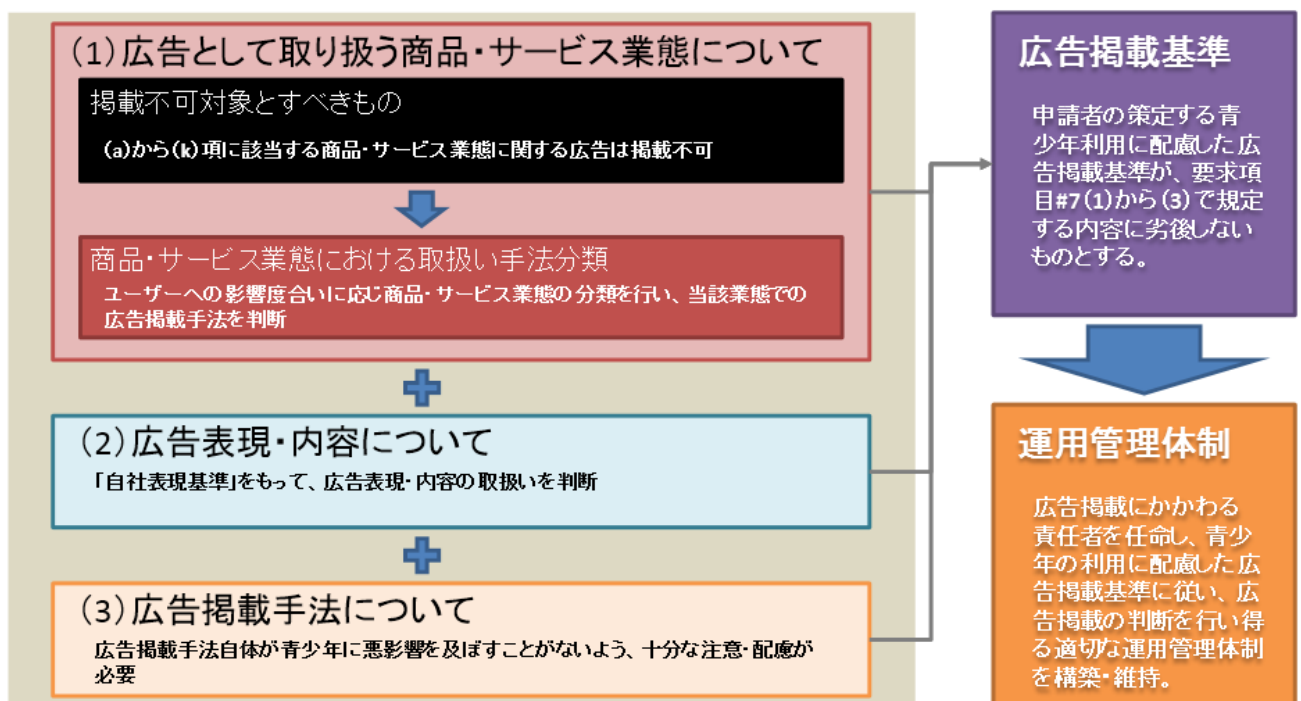 (1)広告として取り扱う商品・サービス業態について
掲載不可対象とすべきもの
(a)から(k)項に該当する商品・サービス業態に関する広告は掲載不可
商品・サービス業態における取扱い手法分類
ユーザーへの影響度合いに応じ商品・サービス業態の分類を行い、当該業態での
広告掲載手法を判断
(2)広告表現・内容について
「自社表現基準」をもって、広告表現・内容の取扱いを判断
(3)広告掲載手法について
広告掲載手法自体が青少年に悪影響を及ぼすことがないよう、十分な注意・配慮が
必要
広告掲載基準
申請者の策定する青
少年利用に配慮した広
告掲載基準が、要求項
目#7(1)から(3)で規定
する内容に劣後しない
ものとする。
運用管理体制
広告掲載にかかわる
責任者を任命し、青少
年の利用に配慮した広
告掲載基準に従い、広
告掲載の判断を行い得
る適切な運用管理体制
を構築・維持。